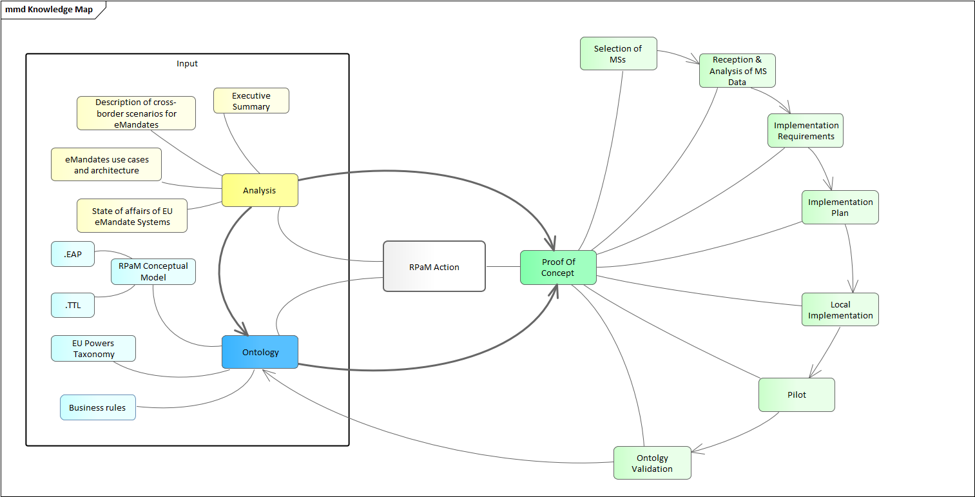 mmd Knowledge Map
Input
Executive
Summary
Description of cross-
border scenarios for
eMandates
eMandates use cases
and architecture
Analysis
State of affairs of EU
eMandate Systems
.EAP
RPaM Conceptual
Model
.TTL
EU Powers
Taxonomy
Ontology
Business rules
RPaM Action
Proof Of
Concept
Selection of
MSs
Reception &
Analysis of MS
Data
Implementation
Requirements
Implementation
Plan
Local
Implementation
Pilot
Ontolgy
Validation